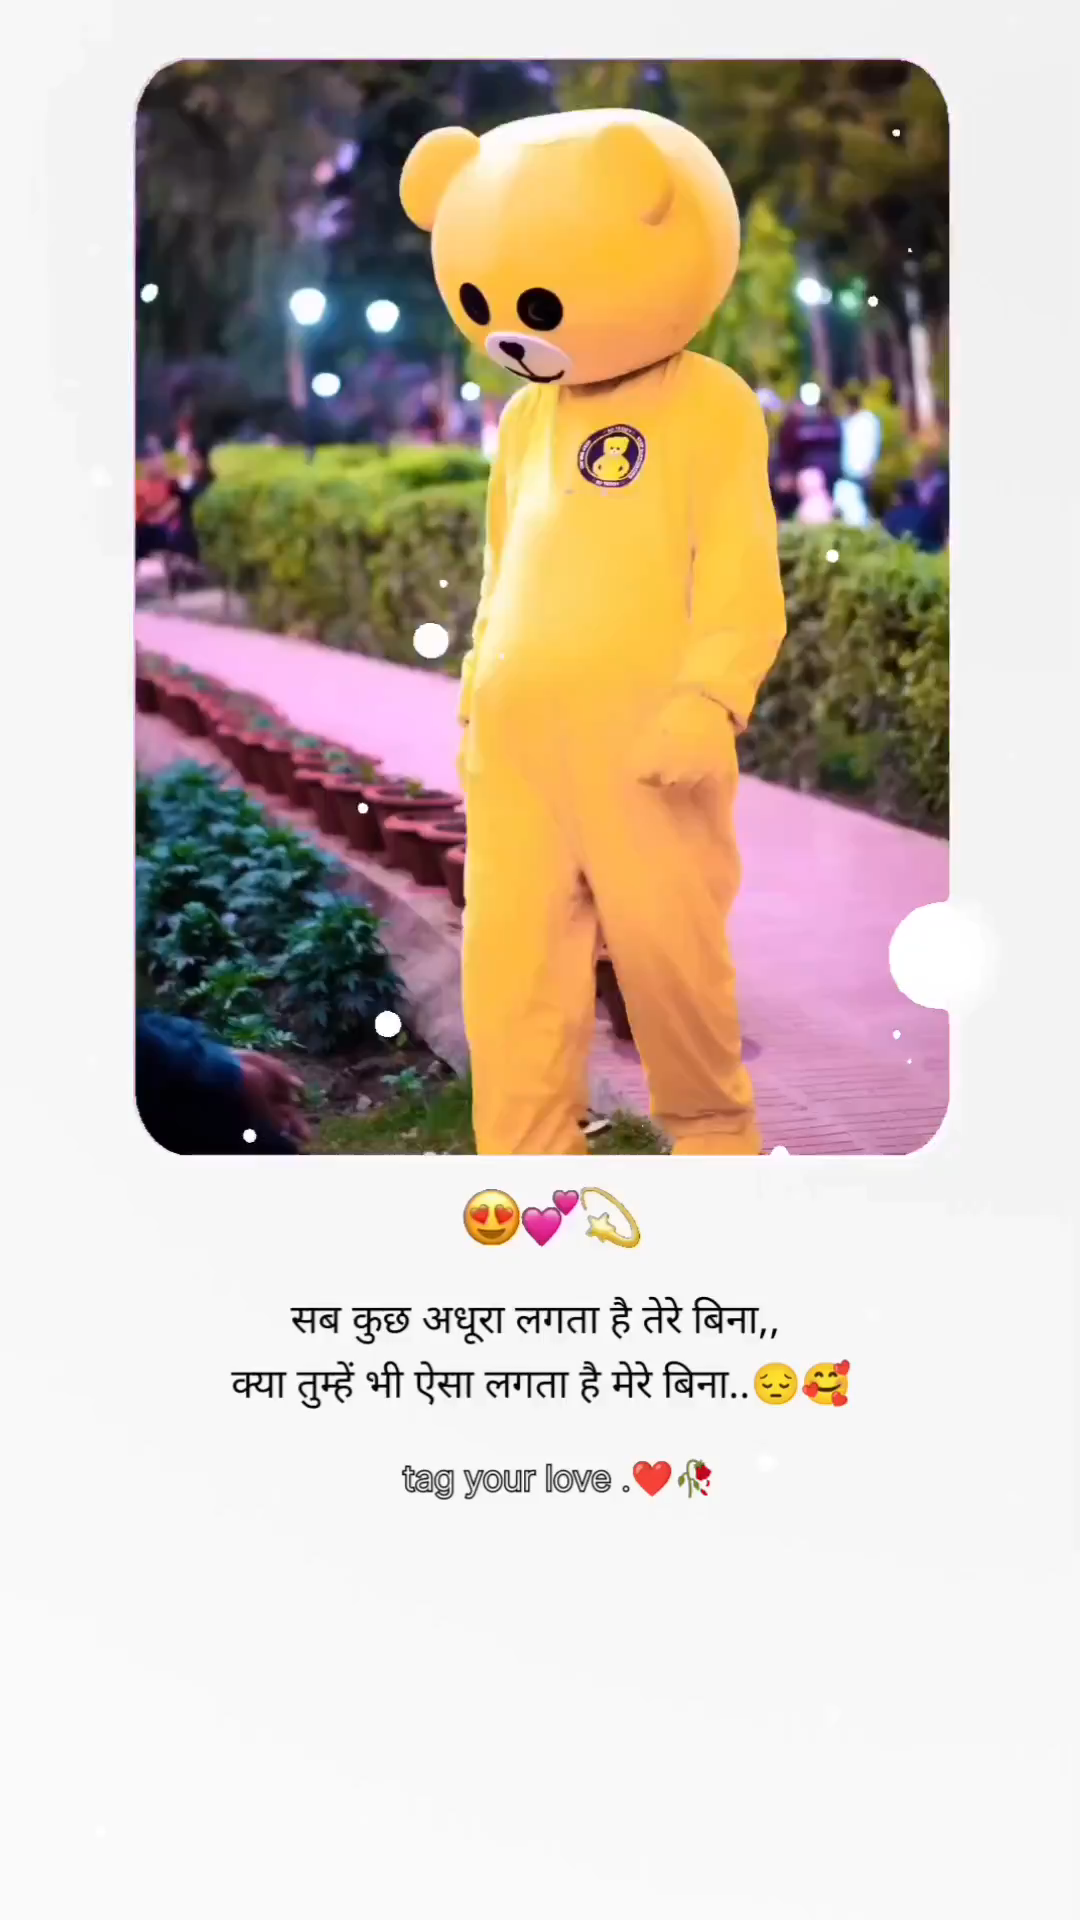 😍💕💫
सब कुछ अधूरा लगता है तेरे बिना,,
क्या तुम्हें भी ऐसा लगता है मेरे बिना..😔🥰
tag your love .❤️🥀